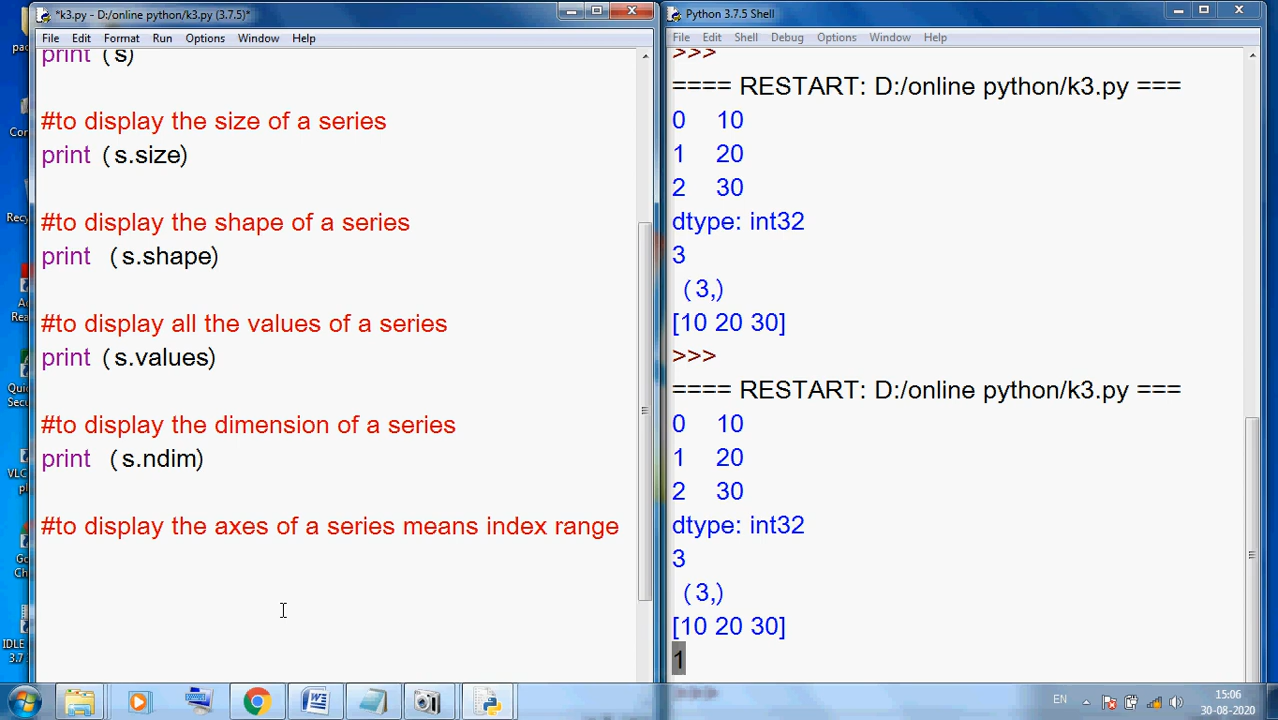 *k3.py - D:/online python/k3.py (3.7.5)*
File Edit Format Run Options Window Help
print (s)
#to display the size of a series
print (s.size)
#to display the shape of a series
print (s.shape)
#to display all the values of a series
print (s.values)
#to display the dimension of a series
print (s.ndim)
#to display the axes of a series means index range
Python 3.7.5 Shell
File Edit Shell Debug Options Window Help
>>>
==== RESTART: D:/online python/k3.py ===
0 10
1 20
2 30
dtype: int32
3
(3,)
[10 20 30]
>>>
==== RESTART: D:/online python/k3.py ===
0 10
1 20
2 30
dtype: int32
3
(3,)
[10 20 30]
1
IDLE
3.7
EN
15:06
30-08-2020